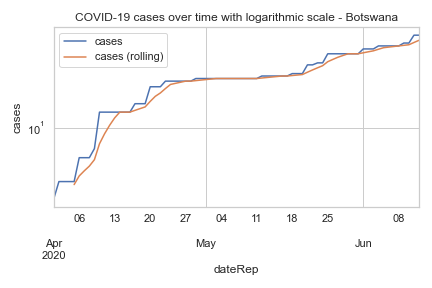 COVID-19 cases over time with logarithmic scale - Botswana
cases
cases (rolling)
cases
10^1
06 13 20 27 04 11 18 25 08
Apr May Jun
2020
dateRep